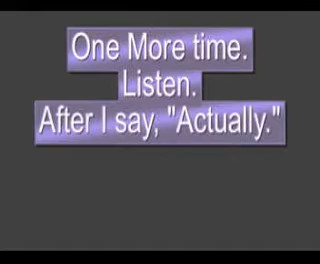 One More time.
Listen.
After I say, "Actually."